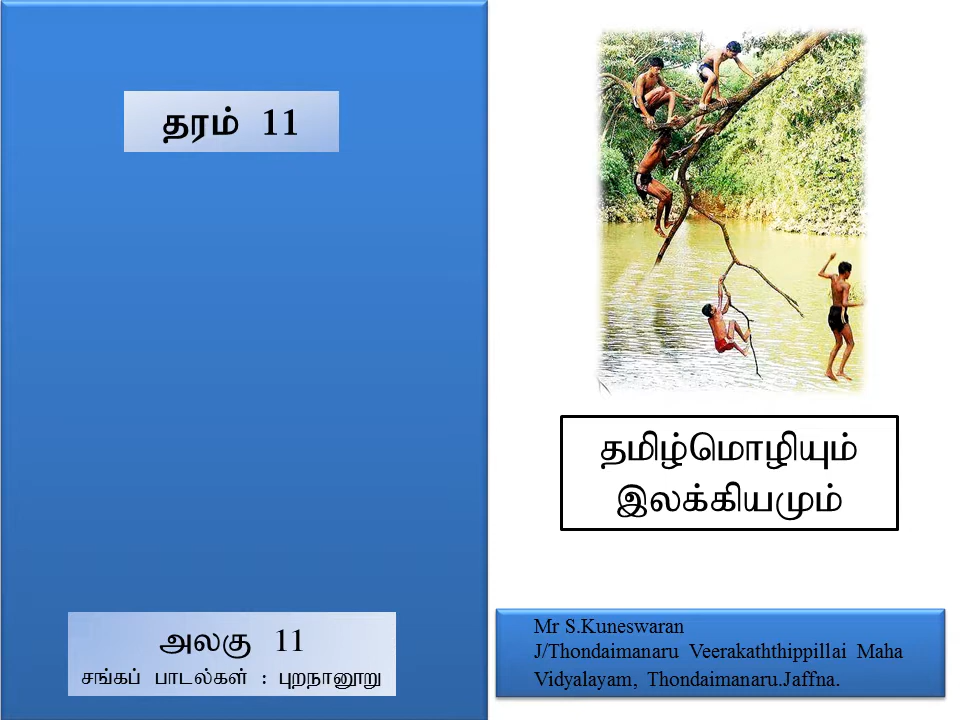 தரம் 11
தமிழ்மொழியும்
இலக்கியமும்
அலகு 11
சங்கப் பாடல்கள் : புறநானூறு
Mr S.Kuneswaran
J/Thondaimanaru Veerakaththippillai Maha
Vidyalayam, Thondaimanaru.Jaffna.